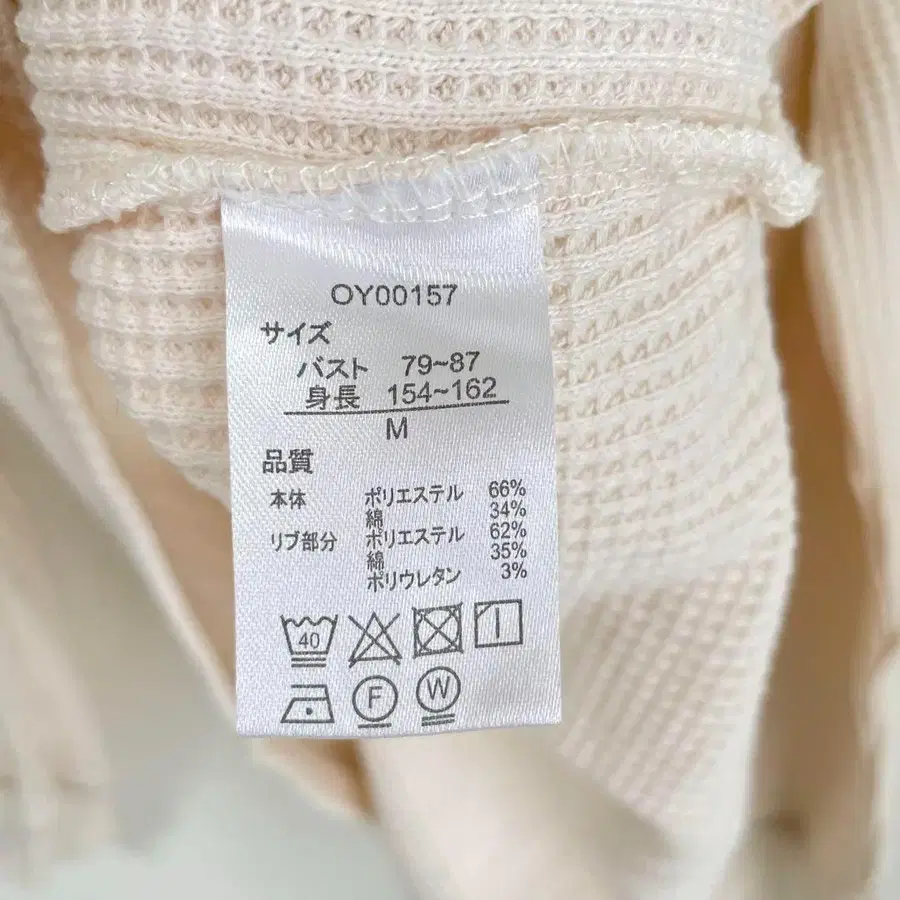 OY00157
サイズ
バスト 79~87
身長 154~162
M
品質
本体 ポリエステル 66%
綿 34%
リブ部分 ポリエステル 62%
綿 35%
ポリウレタン 3%
40
F W